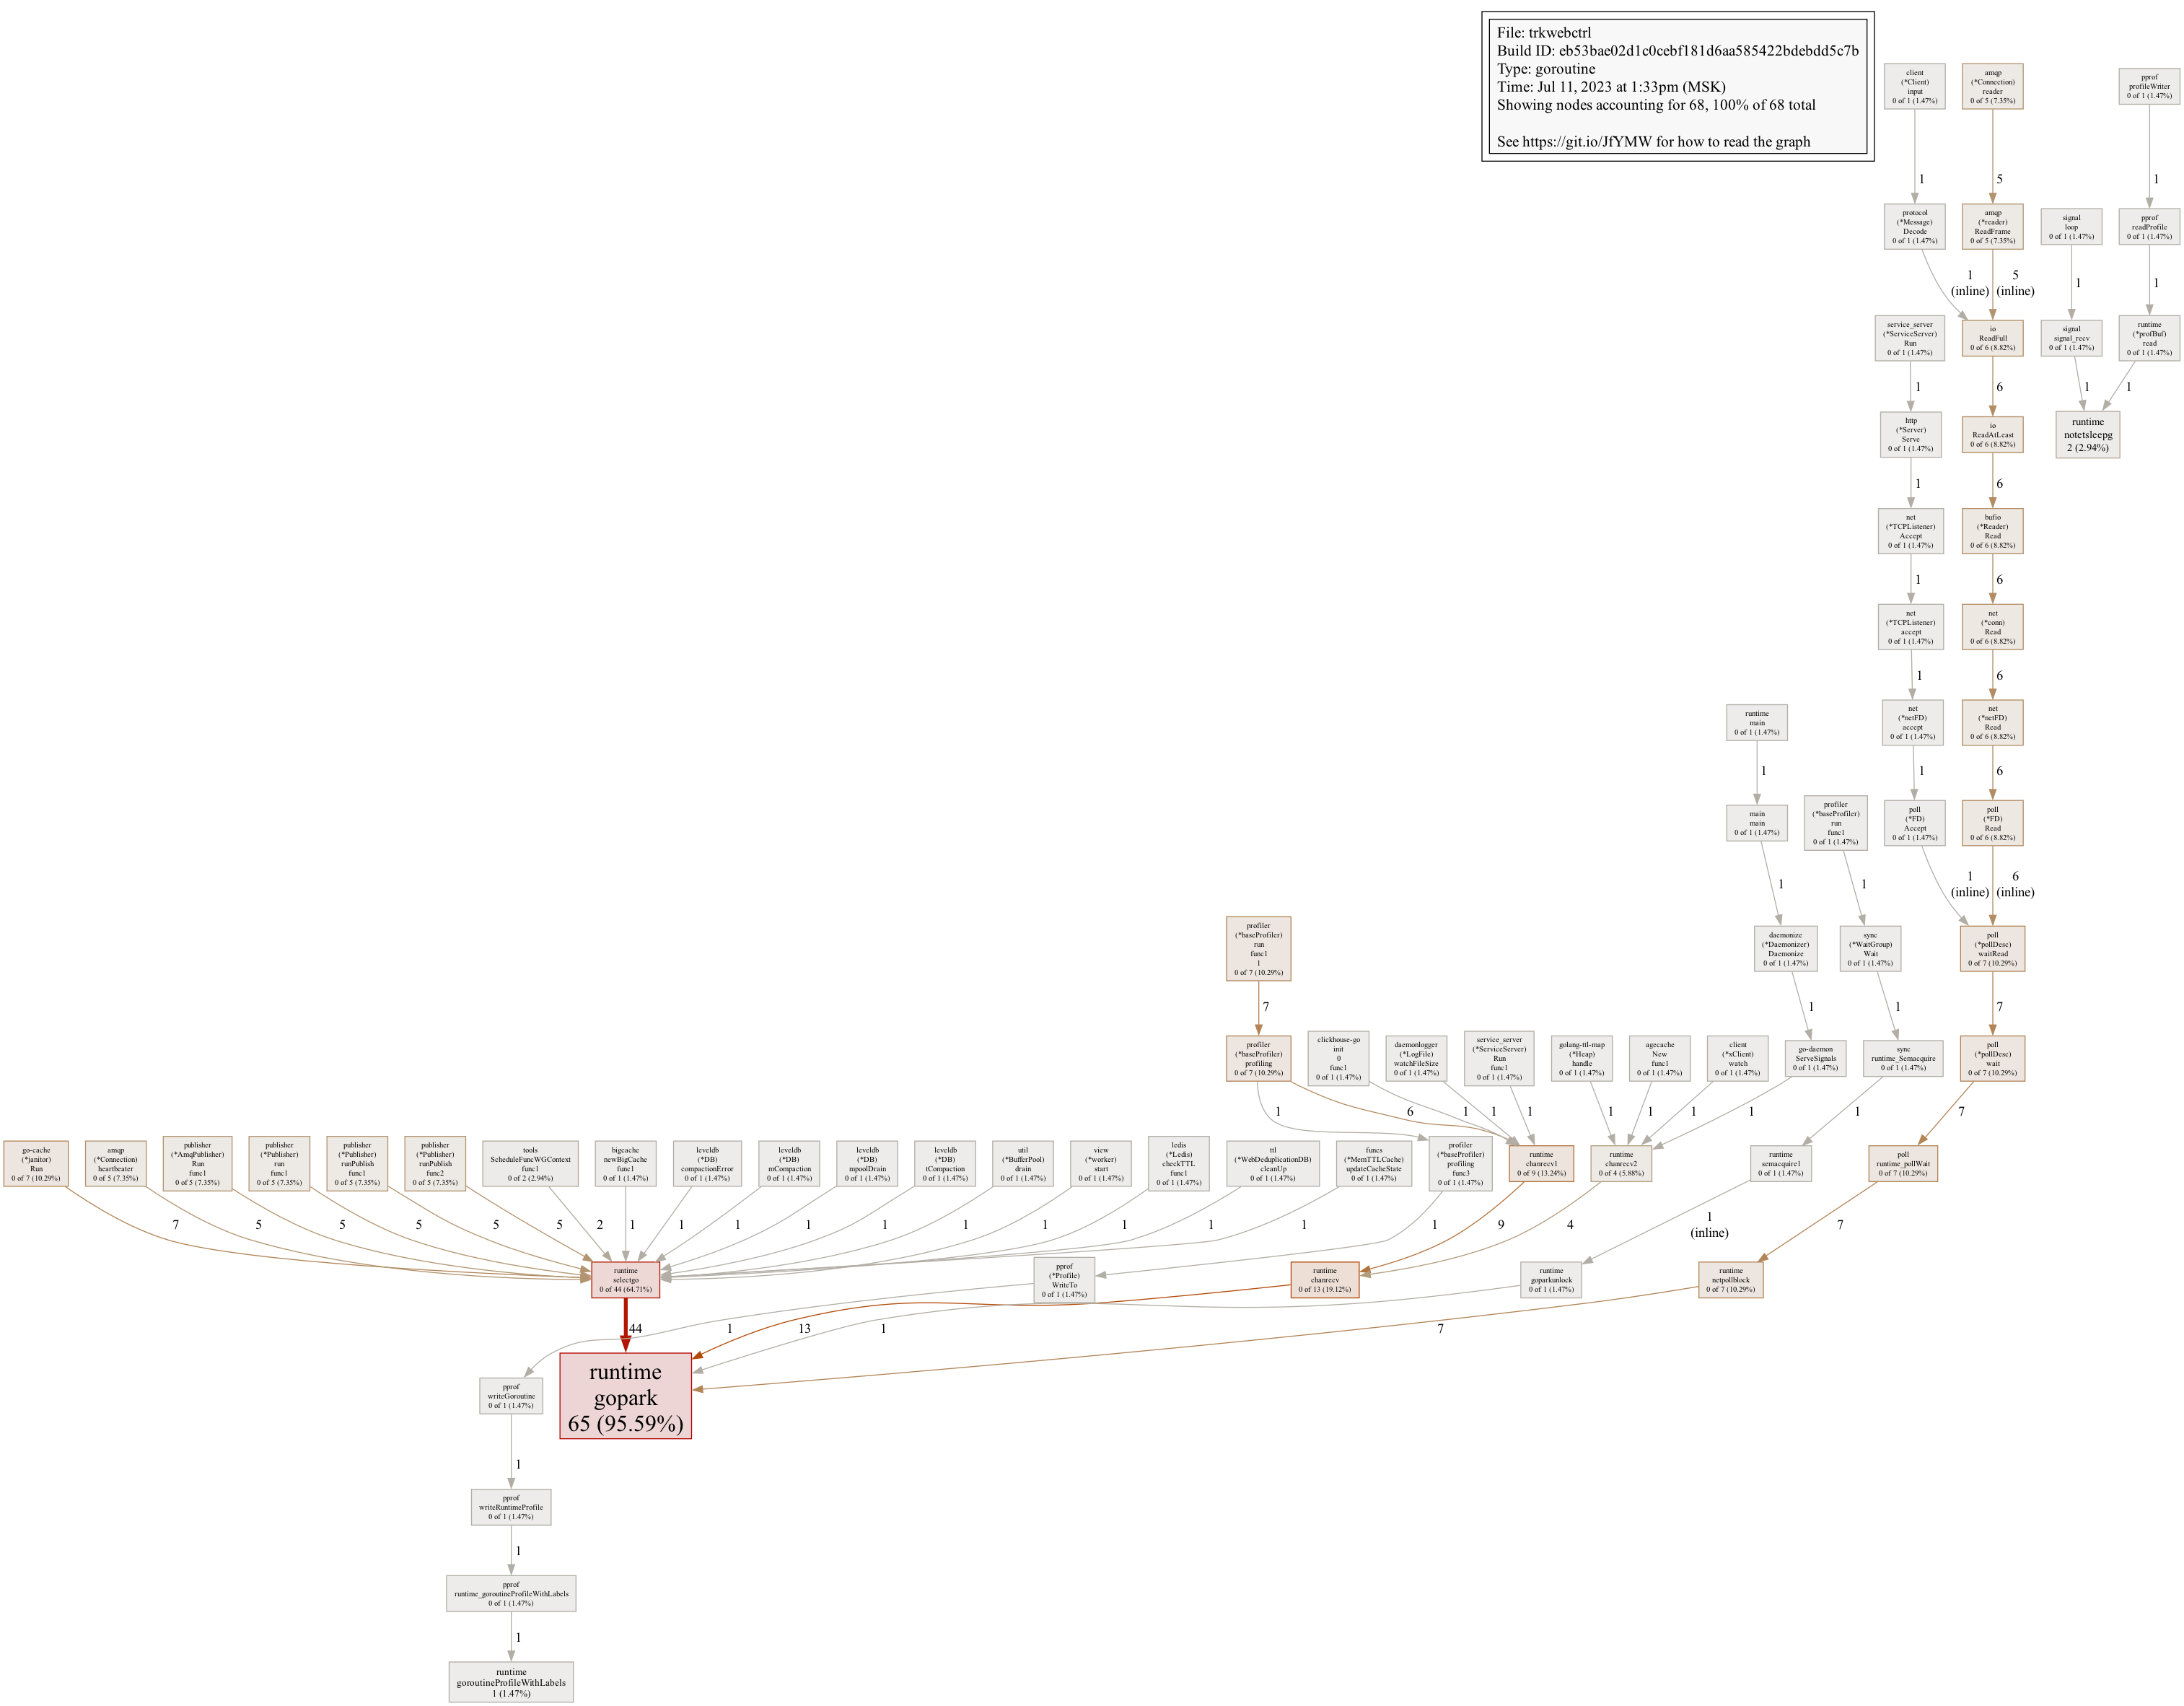 File: trkwebctrl
Build ID: eb53bae02d1c0cebf181d6aa585422bdebdd5c7b
Type: goroutine
Time: Jul 11, 2023 at 1:33pm (MSK)
Showing nodes accounting for 68, 100% of 68 total
See https://git.io/JfYMW for how to read the graph
client
(*Client)
input
0 of 1 (1.47%)
amqp
(*Connection)
reader
0 of 5 (7.35%)
pprof
profileWriter
0 of 1 (1.47%)
1
5
1
protocol
(*Message)
Decode
0 of 1 (1.47%)
amqp
(*reader)
ReadFrame
0 of 5 (7.35%)
signal
loop
0 of 1 (1.47%)
pprof
readProfile
0 of 1 (1.47%)
1
(inline)
5
(inline)
1
1
service_server
(*ServiceServer)
Run
0 of 1 (1.47%)
io
ReadFull
0 of 6 (8.82%)
signal
signal_recv
0 of 1 (1.47%)
runtime
(*profBuf)
read
0 of 1 (1.47%)
1
6
1
1
http
(*Server)
Serve
0 of 1 (1.47%)
io
ReadAtLeast
0 of 6 (8.82%)
runtime
notetsleepg
2 (2.94%)
1
6
net
(*TCPListener)
Accept
0 of 1 (1.47%)
bufio
(*Reader)
Read
0 of 6 (8.82%)
1
6
net
(*TCPListener)
accept
0 of 1 (1.47%)
net
(*conn)
Read
0 of 6 (8.82%)
1
6
runtime
main
0 of 1 (1.47%)
net
(*netFD)
accept
0 of 1 (1.47%)
net
(*netFD)
Read
0 of 6 (8.82%)
1
1
6
main
main
0 of 1 (1.47%)
profiler
(*baseProfiler)
run
func1
0 of 1 (1.47%)
poll
(*FD)
Accept
0 of 1 (1.47%)
poll
(*FD)
Read
0 of 6 (8.82%)
1
1
1
(inline)
6
(inline)
profiler
(*baseProfiler)
run
func1
1
0 of 7 (10.29%)
daemonize
(*Daemonizer)
Daemonize
0 of 1 (1.47%)
sync
(*WaitGroup)
Wait
0 of 1 (1.47%)
poll
(*pollDesc)
waitRead
0 of 7 (10.29%)
7
1
1
7
profiler
(*baseProfiler)
profiling
0 of 7 (10.29%)
clickhouse-go
init
0
func1
0 of 1 (1.47%)
daemonlogger
(*LogFile)
watchFileSize
0 of 1 (1.47%)
service_server
(*ServiceServer)
Run
func1
0 of 1 (1.47%)
golang-ttl-map
(*Heap)
handle
0 of 1 (1.47%)
agecache
New
func1
0 of 1 (1.47%)
client
(*xClient)
watch
0 of 1 (1.47%)
go-daemon
ServeSignals
0 of 1 (1.47%)
sync
runtime_Semacquire
0 of 1 (1.47%)
poll
(*pollDesc)
wait
0 of 7 (10.29%)
1
6
1
1
1
1
1
1
1
1
7
go-cache
(*janitor)
Run
0 of 7 (10.29%)
amqp
(*Connection)
heartbeater
0 of 5 (7.35%)
publisher
(*AmqPublisher)
Run
func1
0 of 5 (7.35%)
publisher
(*Publisher)
run
func1
0 of 5 (7.35%)
publisher
(*Publisher)
runPublish
func1
0 of 5 (7.35%)
publisher
(*Publisher)
runPublish
func2
0 of 5 (7.35%)
tools
ScheduleFuncWGContext
func1
0 of 2 (2.94%)
bigcache
newBigCache
func1
0 of 1 (1.47%)
leveldb
(*DB)
compactionError
0 of 1 (1.47%)
leveldb
(*DB)
mCompaction
0 of 1 (1.47%)
leveldb
(*DB)
mpoolDrain
0 of 1 (1.47%)
leveldb
(*DB)
tCompaction
0 of 1 (1.47%)
util
(*BufferPool)
drain
0 of 1 (1.47%)
view
(*worker)
start
0 of 1 (1.47%)
ledis
(*Ledis)
checkTTL
func1
0 of 1 (1.47%)
ttl
(*WebDeduplicationDB)
cleanUp
0 of 1 (1.47%)
funcs
(*MemTTLCache)
updateCacheState
0 of 1 (1.47%)
profiler
(*baseProfiler)
profiling
func3
0 of 1 (1.47%)
runtime
chanrecv1
0 of 9 (13.24%)
runtime
chanrecv2
0 of 4 (5.88%)
runtime
semacquire1
0 of 1 (1.47%)
poll
runtime_pollWait
0 of 7 (10.29%)
7
5
5
5
5
5
2
1
1
1
1
1
1
1
1
1
1
1
9
4
1
(inline)
7
runtime
selectgo
0 of 44 (64.71%)
pprof
(*Profile)
WriteTo
0 of 1 (1.47%)
runtime
chanrecv
0 of 13 (19.12%)
runtime
goparkunlock
0 of 1 (1.47%)
runtime
netpollblock
0 of 7 (10.29%)
44
1
13
1
7
runtime
gopark
65 (95.59%)
pprof
writeGoroutine
0 of 1 (1.47%)
1
pprof
writeRuntimeProfile
0 of 1 (1.47%)
1
pprof
runtime_goroutineProfileWithLabels
0 of 1 (1.47%)
1
runtime
goroutineProfileWithLabels
1 (1.47%)